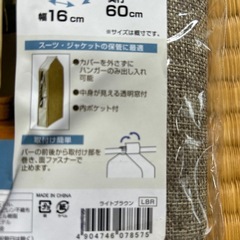 幅16cm
60cm
※サイズは概寸です。
スーツ・ジャケットの保管に最適
●カバーを外さずに
ハンガーのみ出し入れ
可能
●中身が見える透明窓付
●内ポケット付
取付け簡単
バーの前後から取付け部を
巻き、面ファスナーで
止めます。
MADE IN CHINA
ライトブラウン
LBR
4 904746 078575